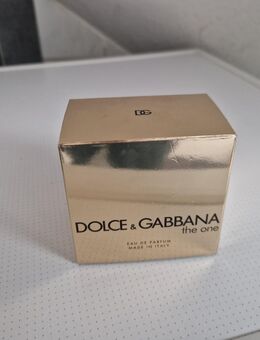 DG
DOLCE & GABBANA
the one
EAU DE PARFUM
MADE IN ITALY